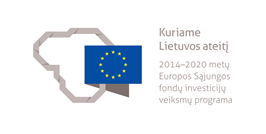 Kuriame
Lietuvos ateitį
2014–2020 metų
Europos Sąjungos
fondų investicijų
veiksmų programa